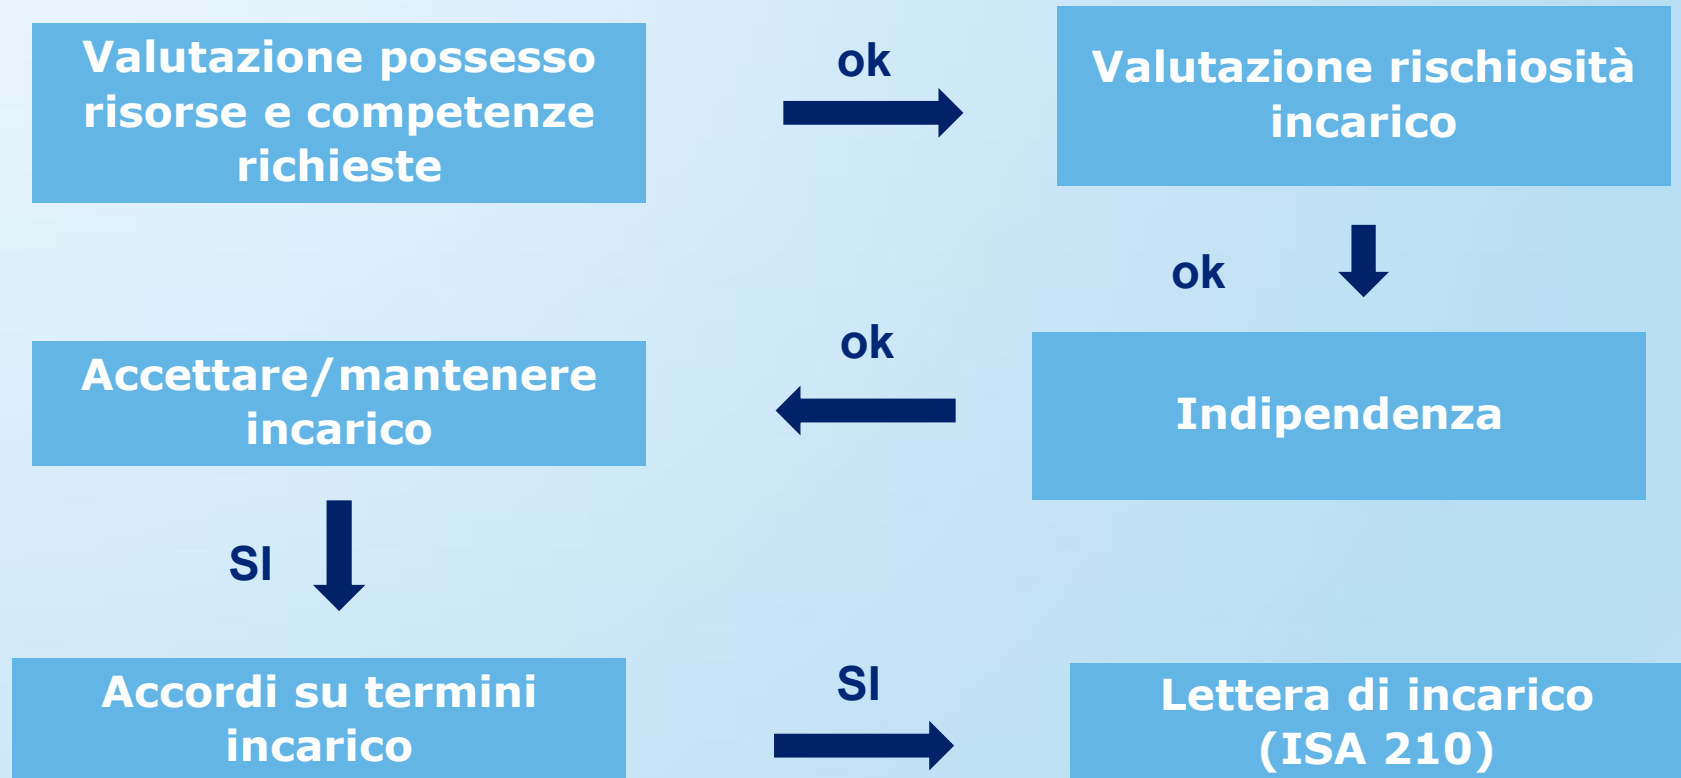 Valutazione possesso
risorse e competenze
richieste
ok
Valutazione rischiosità
incarico
ok
Indipendenza
ok
Accettare/mantenere
incarico
SI
Accordi su termini
incarico
SI
Lettera di incarico
(ISA 210)